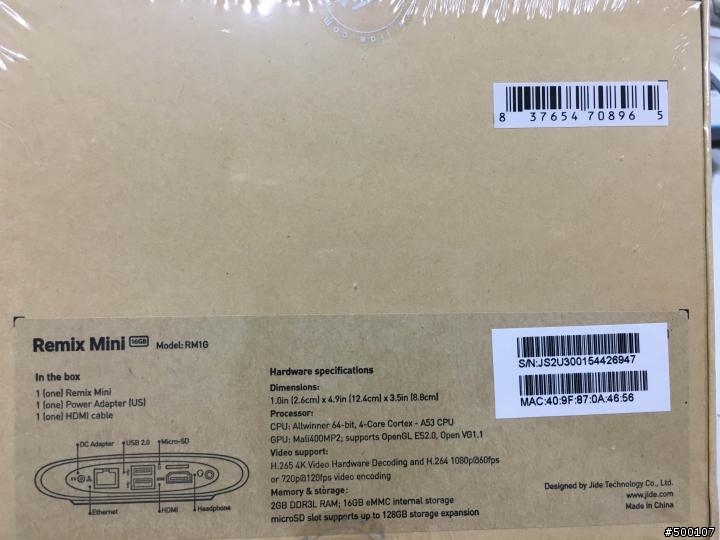 jide.com
8 37654 70896 5
Remix Mini 16GB Model: RM1G
In the box
1 (one) Remix Mini
1 (one) Power Adapter (US)
1 (one) HDMI cable
DC Adapter
USB 2.0
Micro-SD
Ethernet
HDMI
Headphone
Hardware specifications
Dimensions:
1.0in (2.6cm) x 4.9in (12.4cm) x 3.5in (8.8cm)
Processor:
CPU: Allwinner 64-bit, 4-Core Cortex - A53 CPU
GPU: Mali400MP2; supports OpenGL ES2.0, Open VG1.1
Video support:
H.265 4K Video Hardware Decoding and H.264 1080p@60fps
or 720p@120fps video encoding
Memory & storage:
2GB DDR3L RAM; 16GB eMMC internal storage
microSD slot supports up to 128GB storage expansion
S/N:JS2U300154426947
MAC:40:9F:87:0A:46:56
Designed by Jide Technology Co., Ltd.
www.jide.com
Made in China
#500107